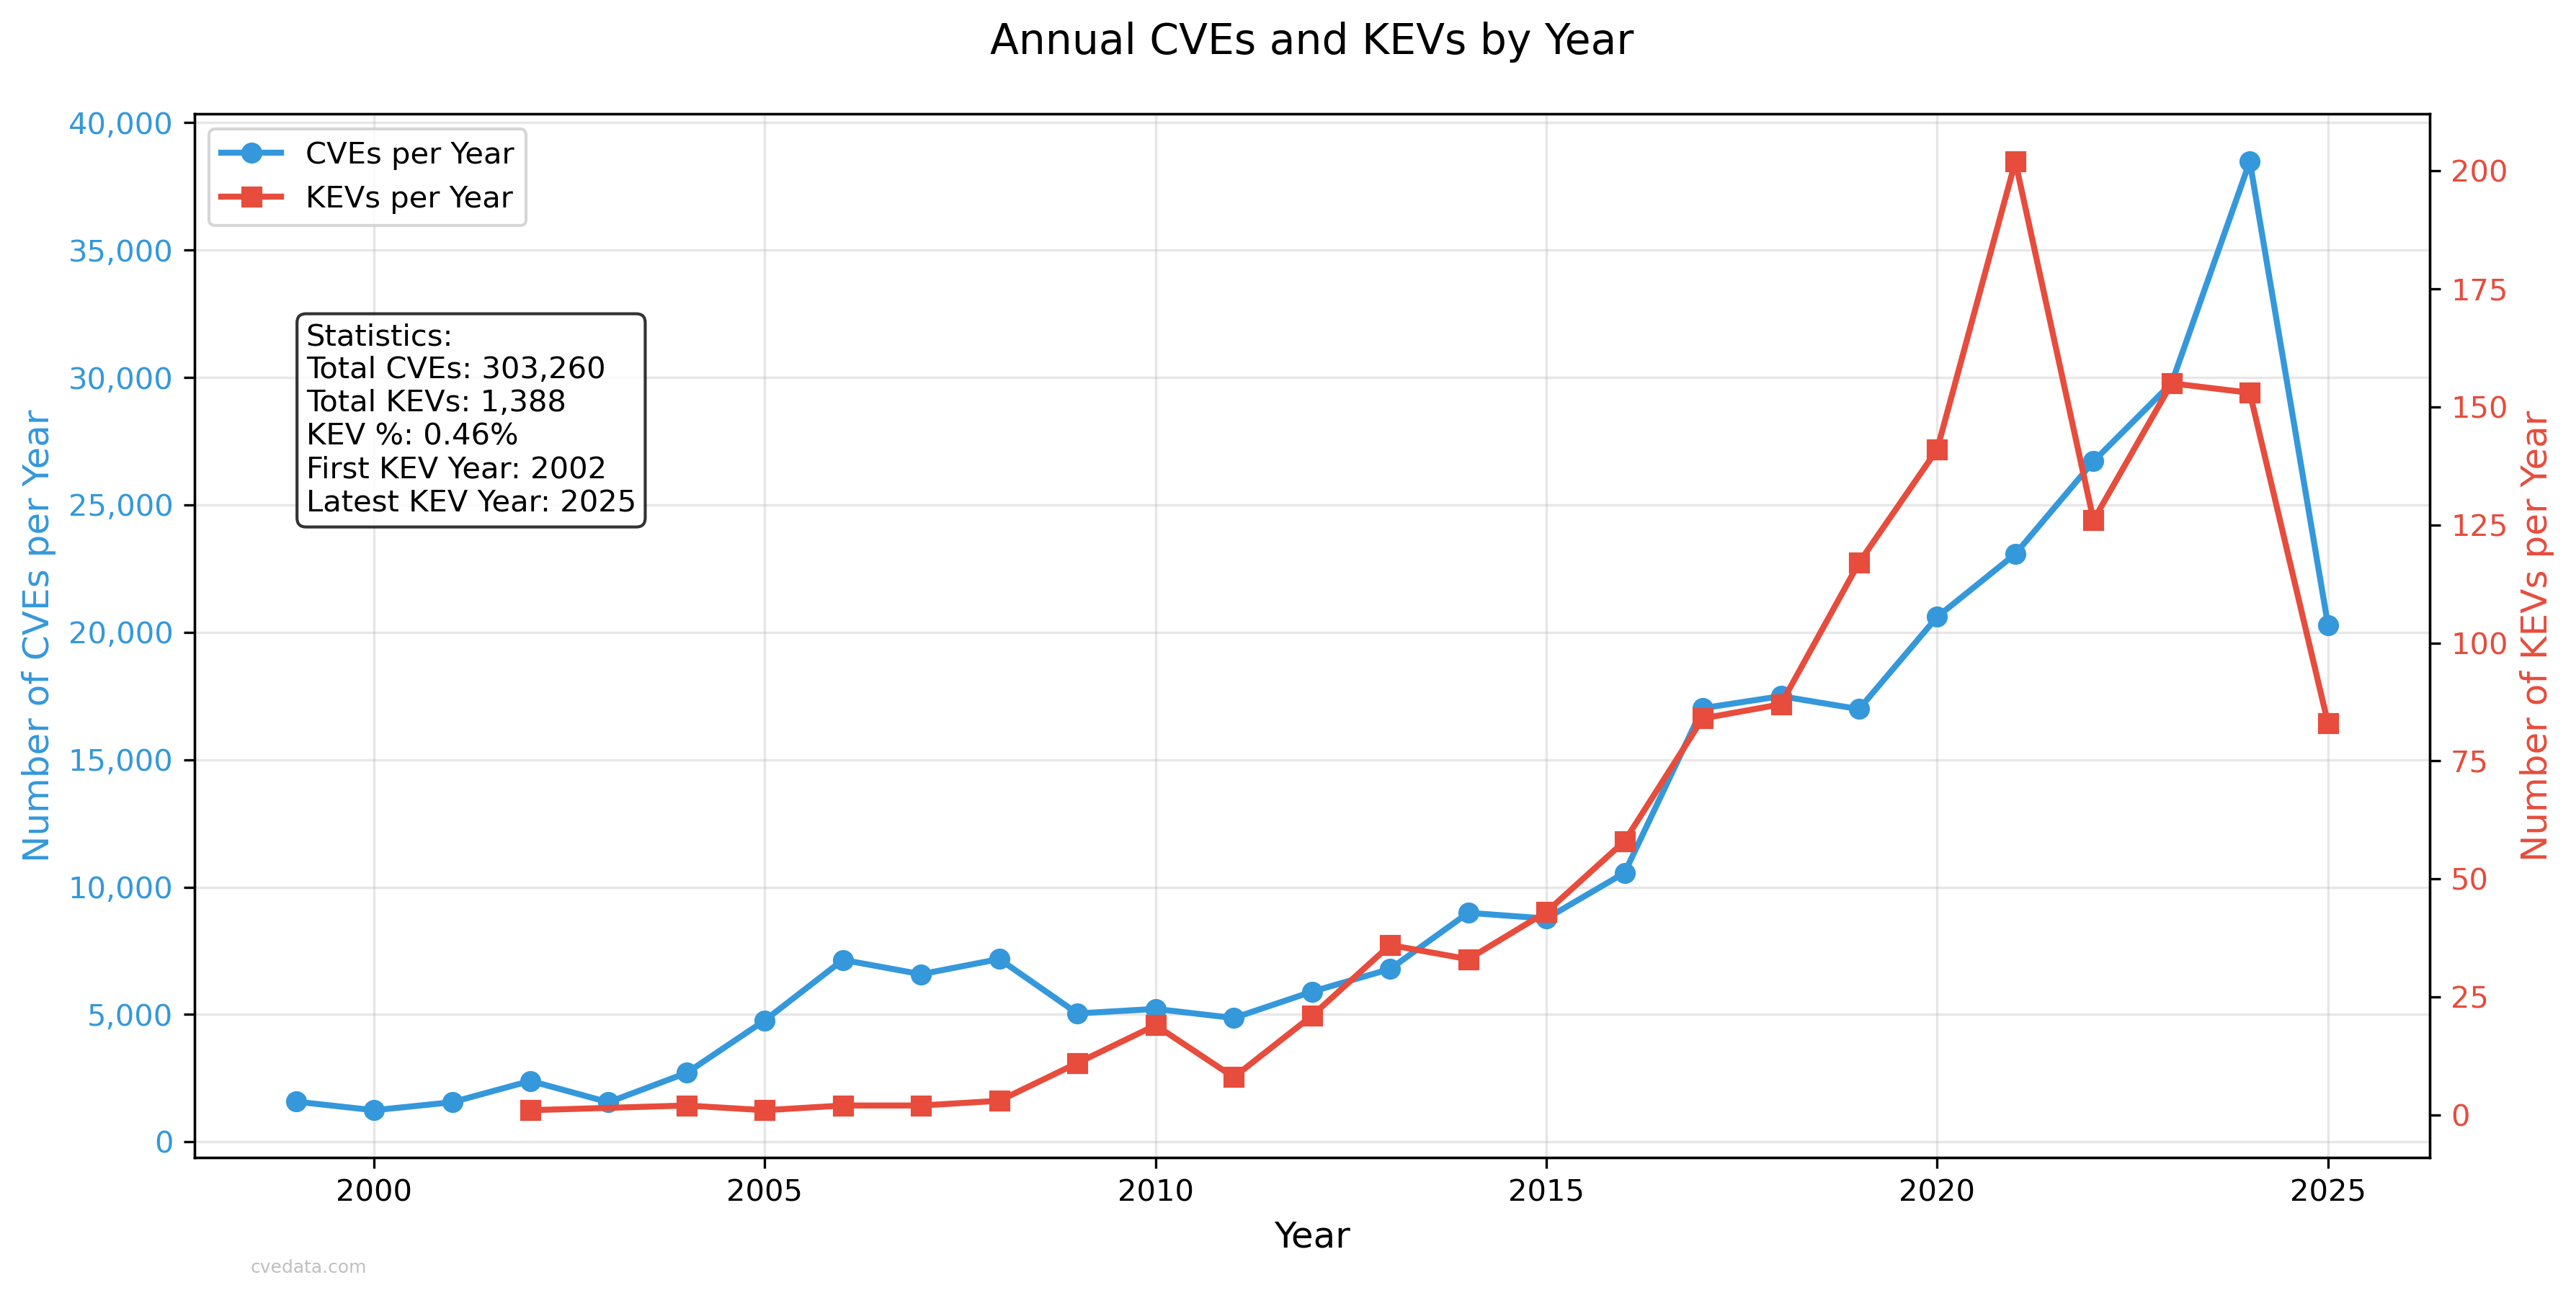 Annual CVEs and KEVs by Year
CVEs per Year
KEVs per Year
Statistics:
Total CVEs: 303,260
Total KEVs: 1,388
KEV %: 0.46%
First KEV Year: 2002
Latest KEV Year: 2025
Number of CVEs per Year
40,000
35,000
30,000
25,000
20,000
15,000
10,000
5,000
0
Number of KEVs per Year
200
175
150
125
100
75
50
25
0
2000
2005
2010
2015
2020
2025
Year
cvedata.com